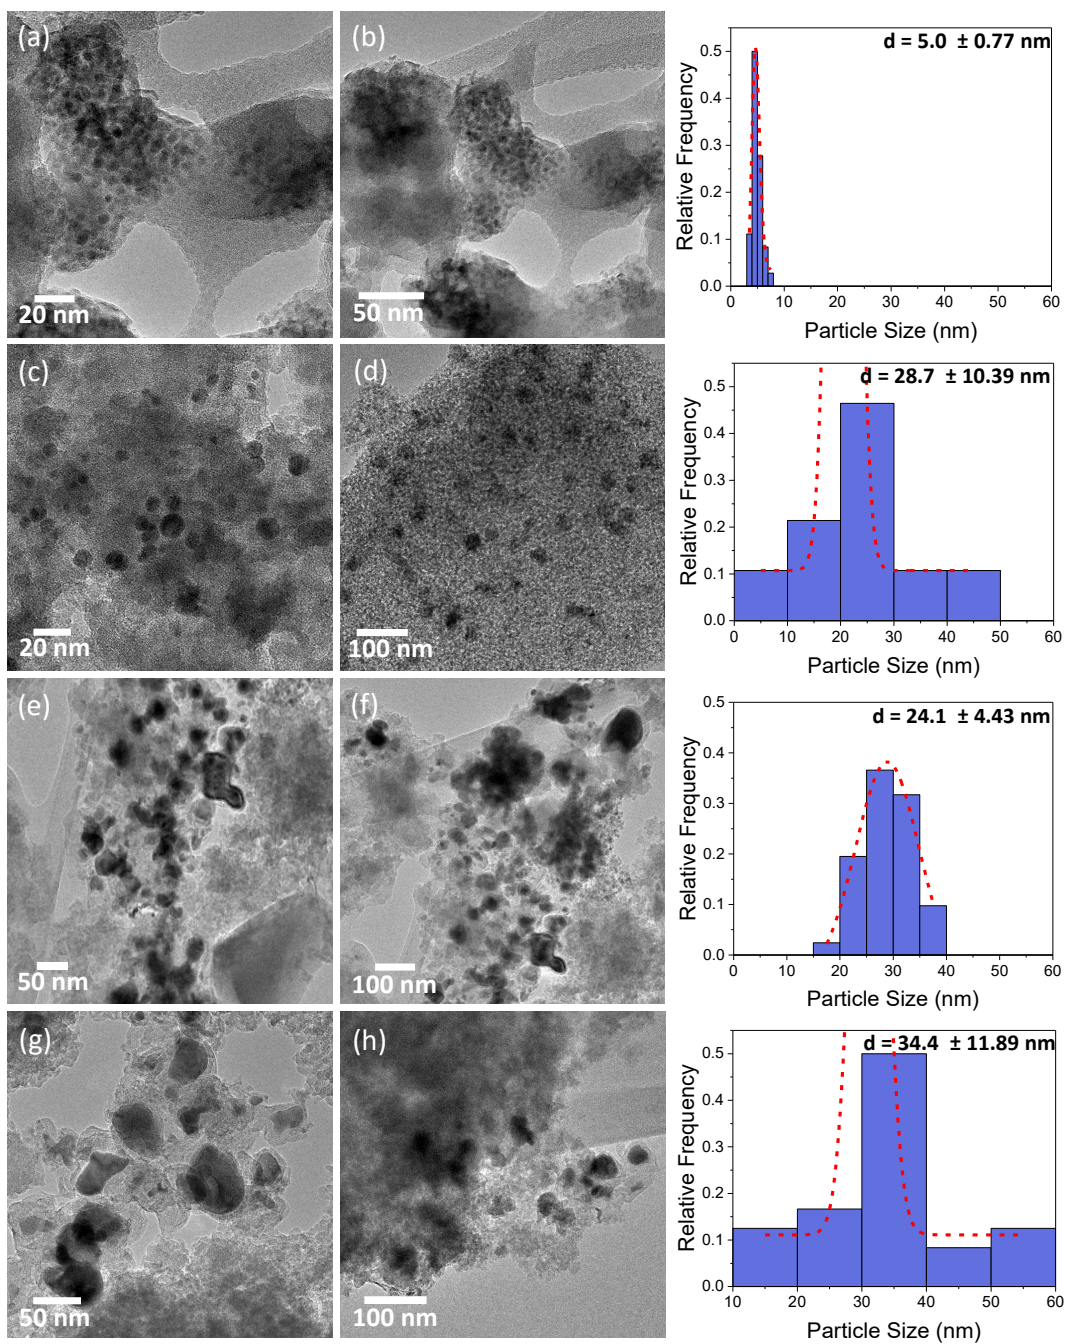 (a)
20 nm
(b)
50 nm
d = 5.0 ± 0.77 nm
Relative Frequency
0.5
0.4
0.3
0.2
0.1
0.0
0 10 20 30 40 50 60
Particle Size (nm)
(c)
20 nm
(d)
100 nm
d = 28.7 ± 10.39 nm
Relative Frequency
0.5
0.4
0.3
0.2
0.1
0.0
0 10 20 30 40 50 60
Particle Size (nm)
(e)
50 nm
(f)
100 nm
d = 24.1 ± 4.43 nm
Relative Frequency
0.5
0.4
0.3
0.2
0.1
0.0
0 10 20 30 40 50 60
Particle Size (nm)
(g)
50 nm
(h)
100 nm
d = 34.4 ± 11.89 nm
Relative Frequency
0.5
0.4
0.3
0.2
0.1
0.0
10 20 30 40 50 60
Particle Size (nm)